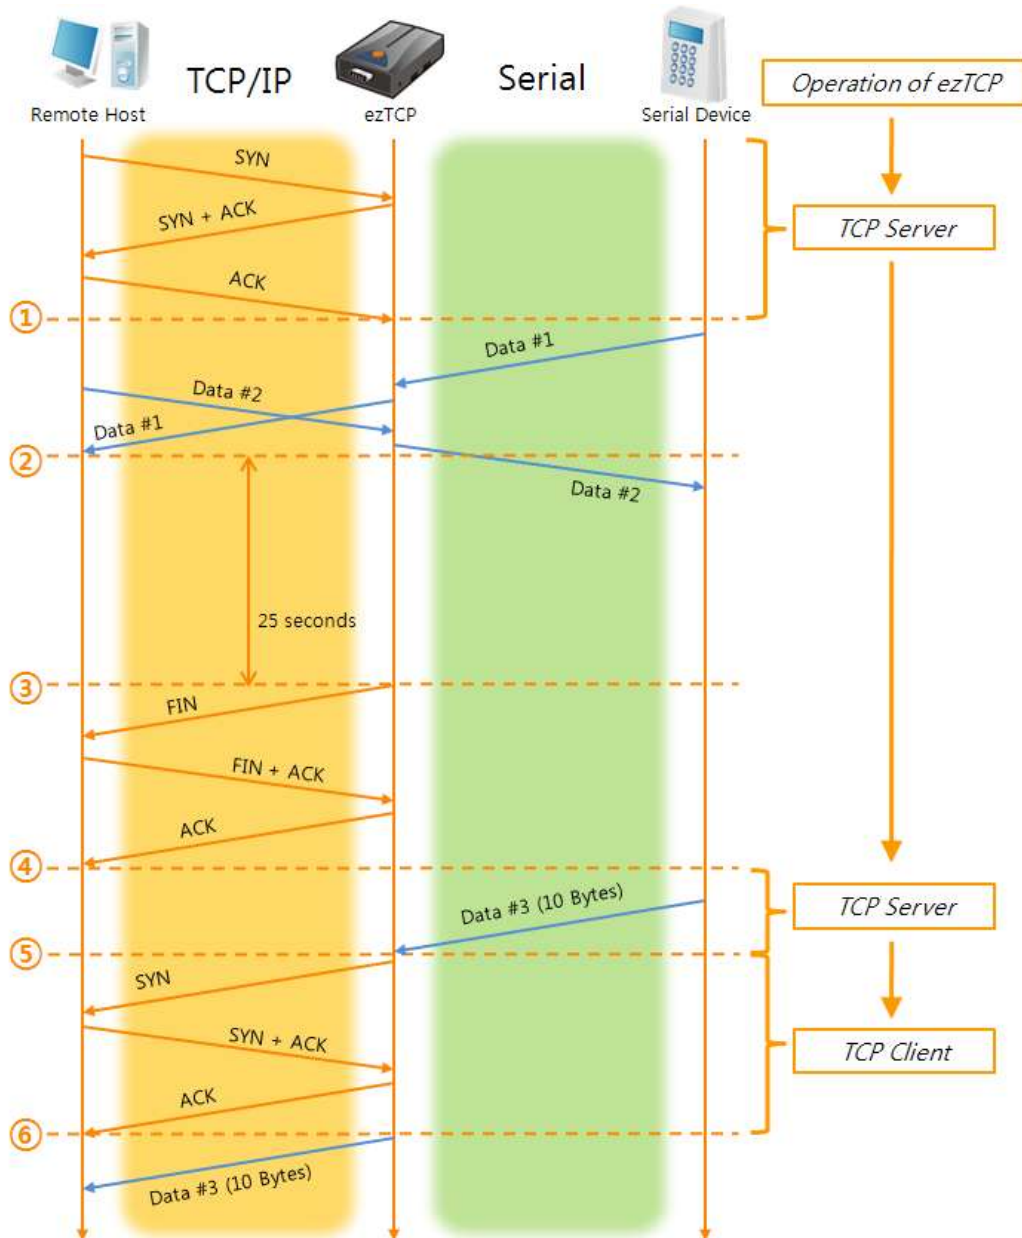 TCP/IP
Serial
Operation of ezTCP
Remote Host
ezTCP
Serial Device
SYN
SYN + ACK
TCP Server
ACK
①
Data #1
Data #2
Data #1
②
Data #2
25 seconds
③
FIN
FIN + ACK
ACK
④
Data #3 (10 Bytes)
TCP Server
⑤
SYN
SYN + ACK
TCP Client
ACK
⑥
Data #3 (10 Bytes)